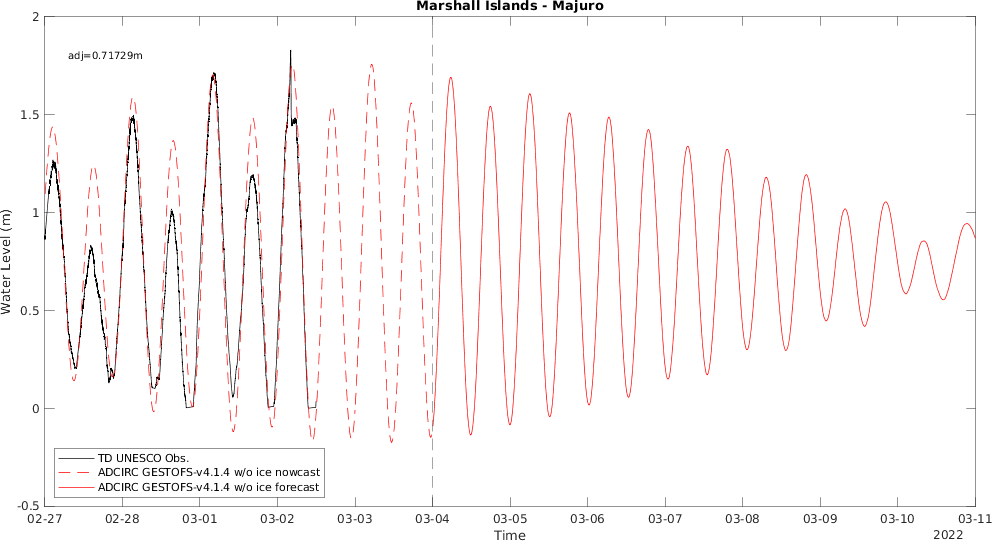 Marshall Islands - Majuro
2
adj=0.71729m
1.5
1
Water Level (m)
0.5
0
TD UNESCO Obs.
ADCIRC GESTOFS-v4.1.4 w/o ice nowcast
ADCIRC GESTOFS-v4.1.4 w/o ice forecast
-0.5
02-27 02-28 03-01 03-02 03-03 03-04 03-05 03-06 03-07 03-08 03-09 03-10 03-11
Time
2022